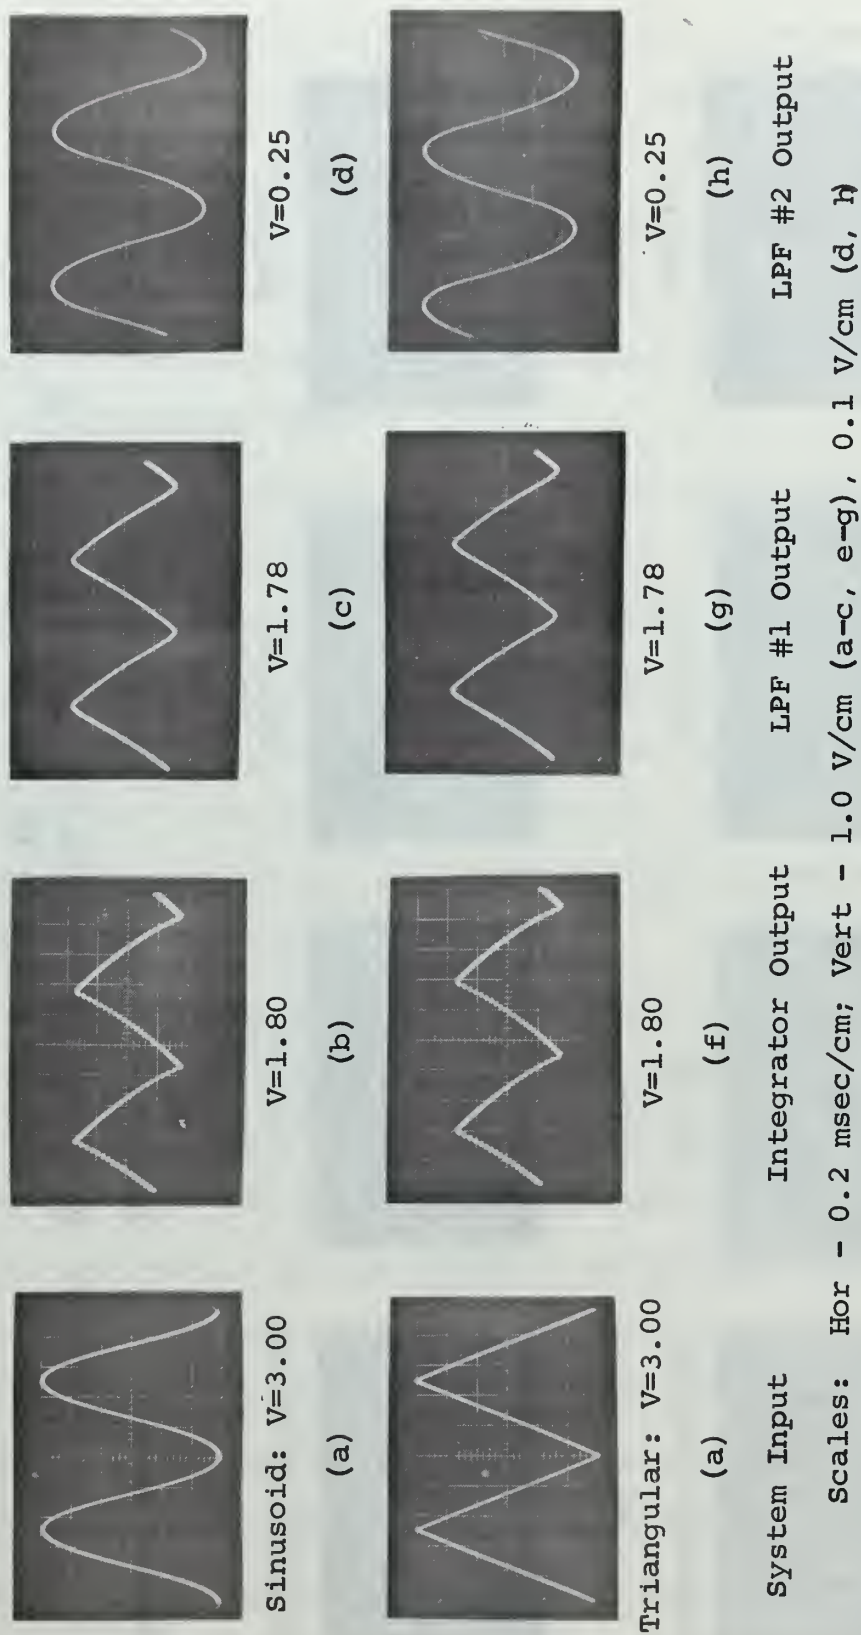 Sinusoid: V=3.00
V=1.80
V=1.78
V=0.25
(a)
(b)
(c)
(d)
Triangular: V=3.00
V=1.80
V=1.78
V=0.25
(a)
(f)
(g)
(h)
System Input
Integrator Output
LPF #1 Output
LPF #2 Output
Scales: Hor - 0.2 msec/cm; Vert - 1.0 V/cm (a-c, e-g), 0.1 V/cm (d, h)